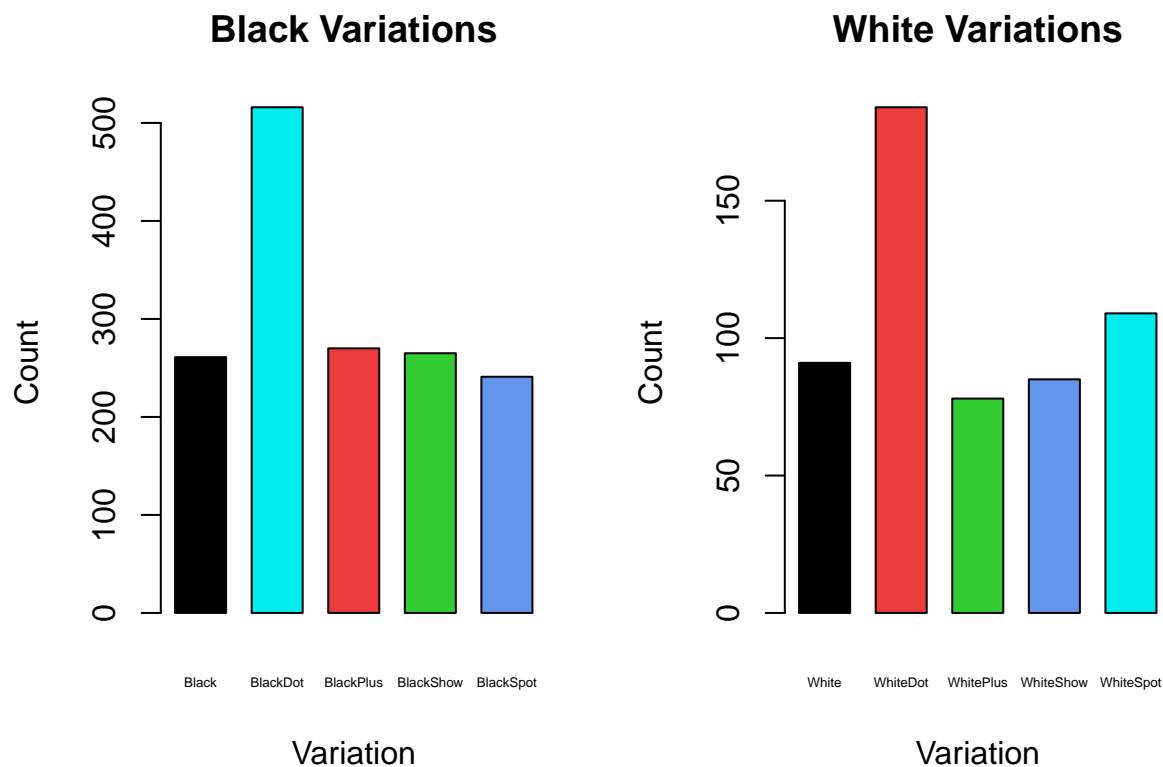 Black Variations
Count
500
400
300
200
100
0
Black BlackDot BlackPlus BlackShow BlackSpot
Variation
White Variations
Count
150
100
50
0
White WhiteDot WhitePlus WhiteShow WhiteSpot
Variation